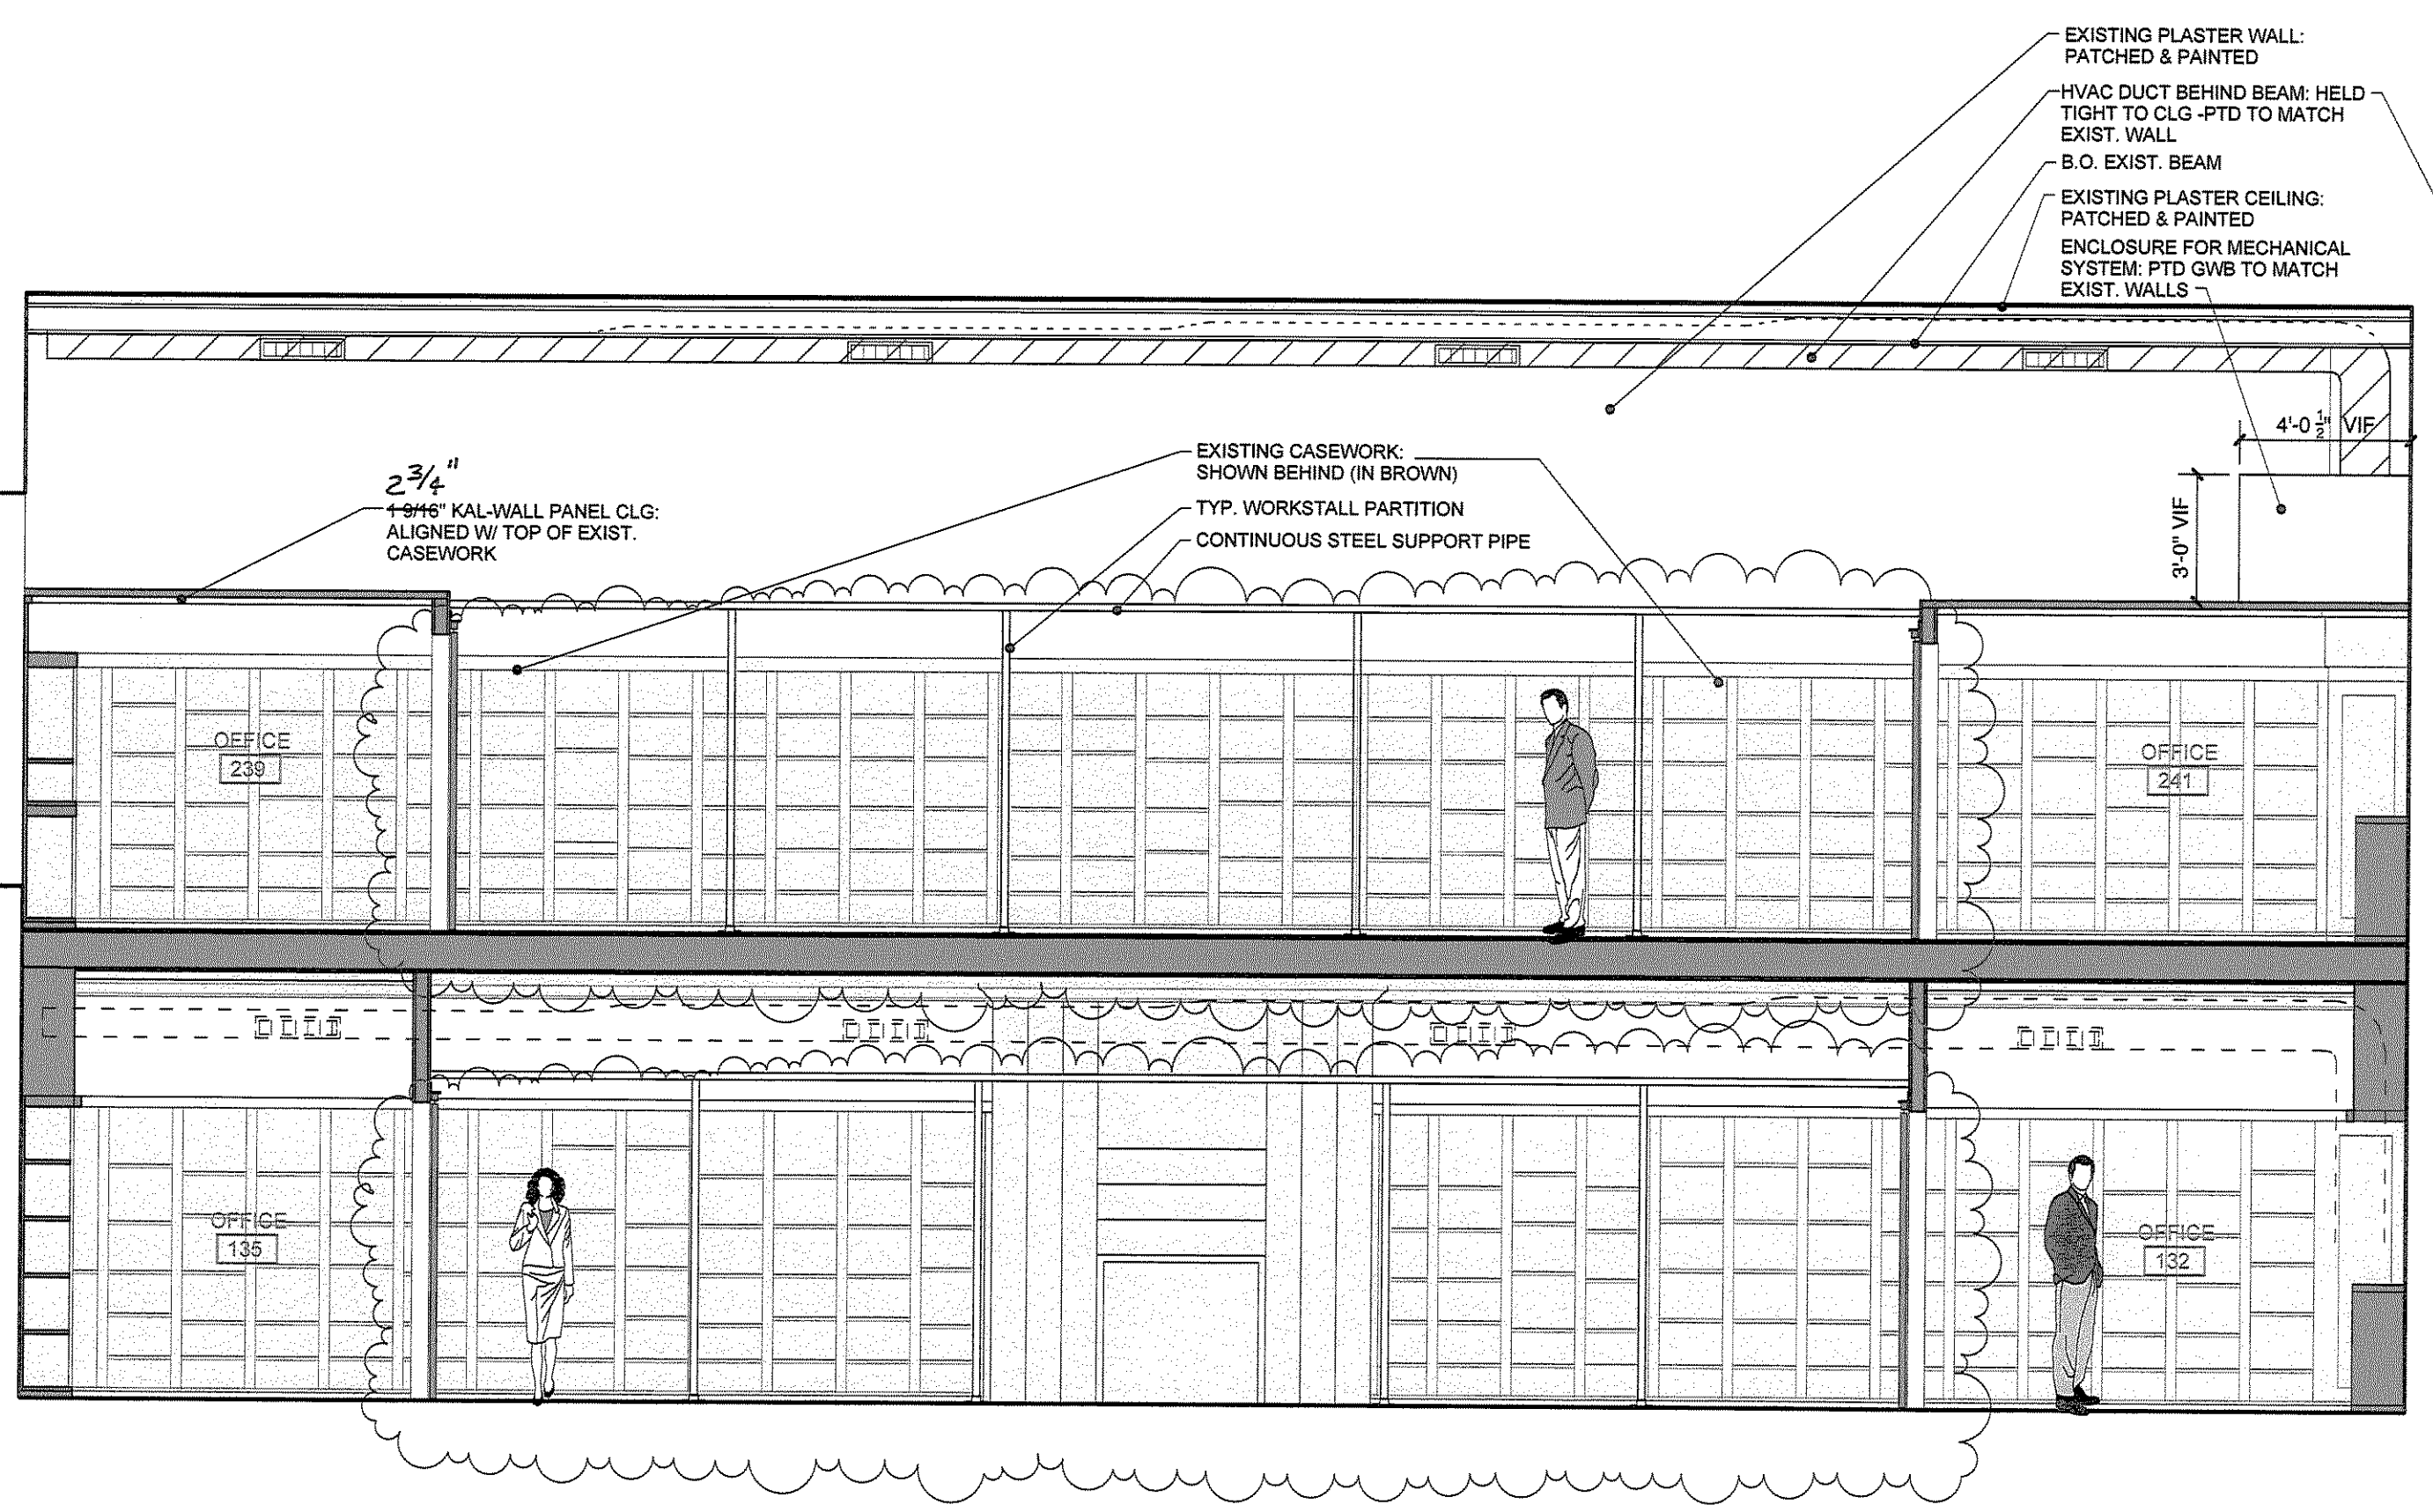 EXISTING PLASTER WALL:
PATCHED & PAINTED
HVAC DUCT BEHIND BEAM: HELD
TIGHT TO CLG -PTD TO MATCH
EXIST. WALL
B.O. EXIST. BEAM
EXISTING PLASTER CEILING:
PATCHED & PAINTED
ENCLOSURE FOR MECHANICAL
SYSTEM: PTD GWB TO MATCH
EXIST. WALLS
4'-0 1/2" VIF
3'-0" VIF
EXISTING CASEWORK:
SHOWN BEHIND (IN BROWN)
TYP. WORKSTALL PARTITION
CONTINUOUS STEEL SUPPORT PIPE
2 3/4"
1 9/16" KAL-WALL PANEL CLG:
ALIGNED W/ TOP OF EXIST.
CASEWORK
OFFICE
239
OFFICE
241
OFFICE
135
OFFICE
132